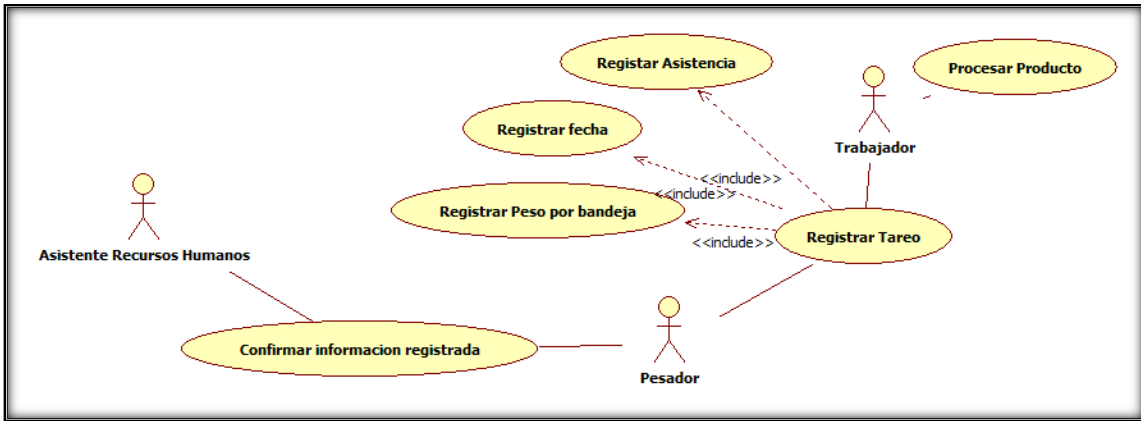 Registar Asistencia
Procesar Producto
Registrar fecha
Trabajador
<<include>>
<<include>>
Registrar Peso por bandeja
Registrar Tareo
<<include>>
Asistente Recursos Humanos
Confirmar informacion registrada
Pesador